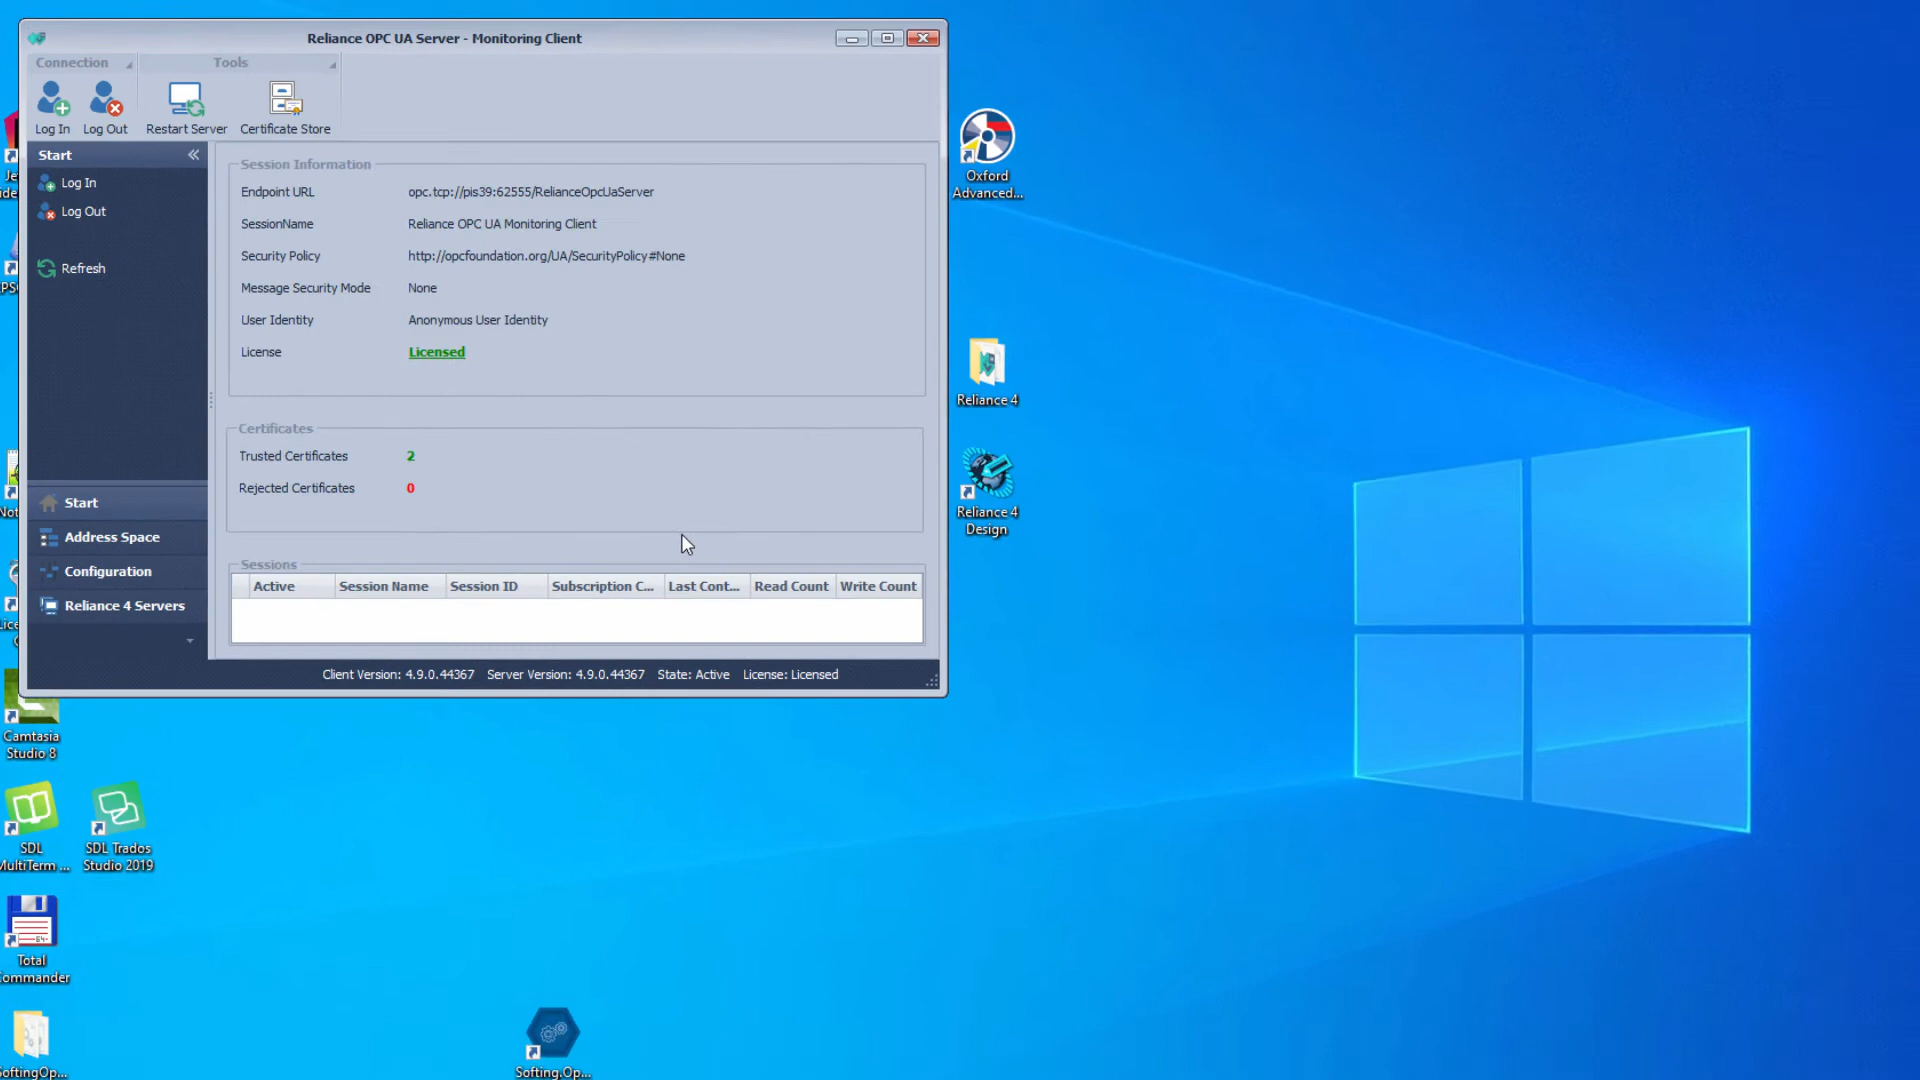 Reliance OPC UA Server - Monitoring Client
Connection
Tools
Log In
Log Out
Restart Server
Certificate Store
Start
Log In
Log Out
Refresh
Start
Address Space
Configuration
Reliance 4 Servers
Session Information
Endpoint URL opc.tcp://pis39:62555/RelianceOpcUaServer
SessionName Reliance OPC UA Monitoring Client
Security Policy http://opcfoundation.org/UA/SecurityPolicy#None
Message Security Mode None
User Identity Anonymous User Identity
License Licensed
Certificates
Trusted Certificates 2
Rejected Certificates 0
Sessions
Active Session Name Session ID Subscription C... Last Cont... Read Count Write Count
Client Version: 4.9.0.44367 Server Version: 4.9.0.44367 State: Active License: Licensed
Oxford
Advanced...
Reliance 4
Reliance 4
Design
Camtasia
Studio 8
SDL
MultiTerm ...
SDL Trados
Studio 2019
64-
Total
Commander
SoftingOp...
Softing.Op...